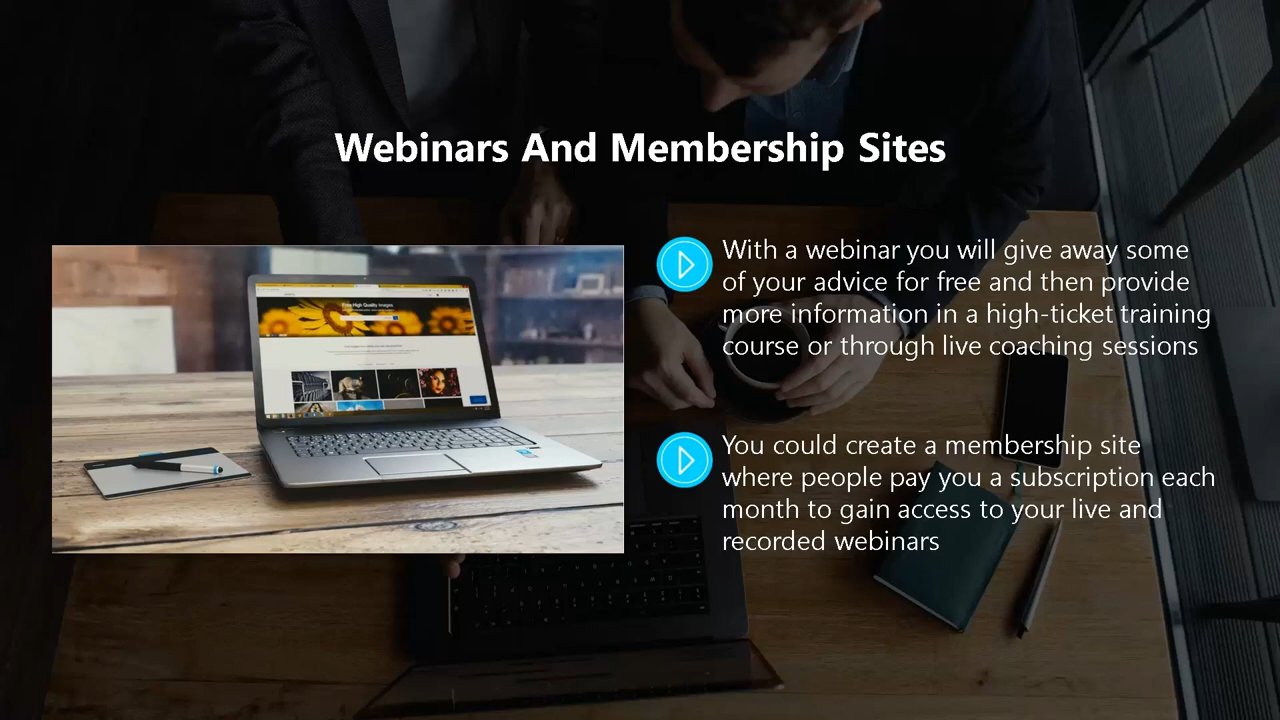 Webinars And Membership Sites
With a webinar you will give away some
of your advice for free and then provide
more information in a high-ticket training
course or through live coaching sessions
You could create a membership site
where people pay you a subscription each
month to gain access to your live and
recorded webinars
Free High Quality Images